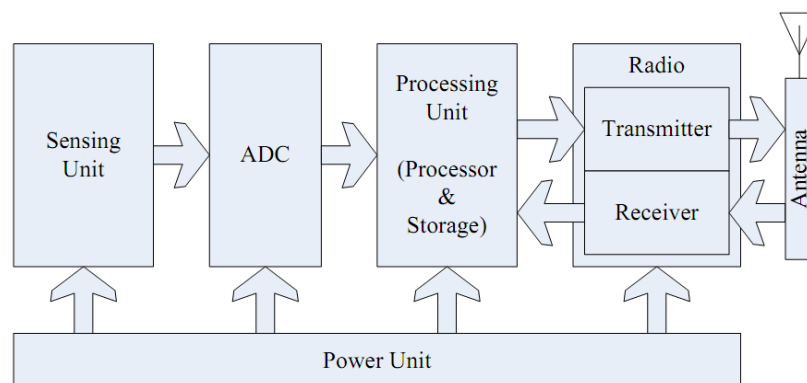 Sensing
Unit
ADC
Processing
Unit
(Processor
&
Storage)
Radio
Transmitter
Receiver
Antenna
Power Unit